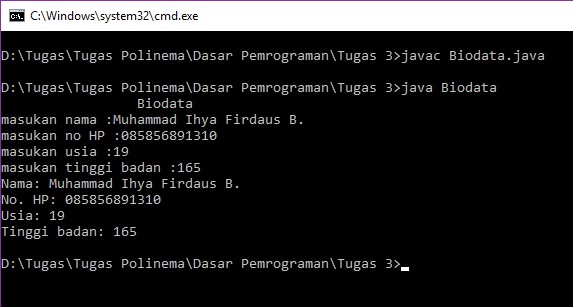 C:\Windows\system32\cmd.exe
D:\Tugas\Tugas Polinema\Dasar Pemrograman\Tugas 3>javac Biodata.java
D:\Tugas\Tugas Polinema\Dasar Pemrograman\Tugas 3>java Biodata
Biodata
masukan nama :Muhammad Ihya Firdaus B.
masukan no HP :085856891310
masukan usia :19
masukan tinggi badan :165
Nama: Muhammad Ihya Firdaus B.
No. HP: 085856891310
Usia: 19
Tinggi badan: 165
D:\Tugas\Tugas Polinema\Dasar Pemrograman\Tugas 3>